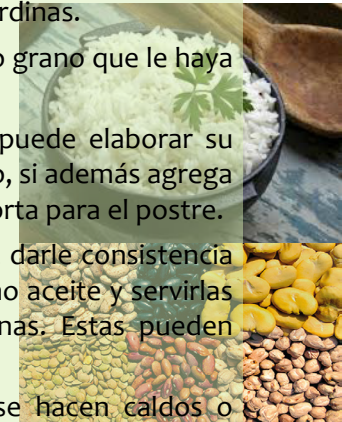 rdinas.
o grano que le haya
puede elaborar su
o, si además agrega
orta para el postre.
darle consistencia
no aceite y servirlas
nas. Estas pueden
se hacen caldos o